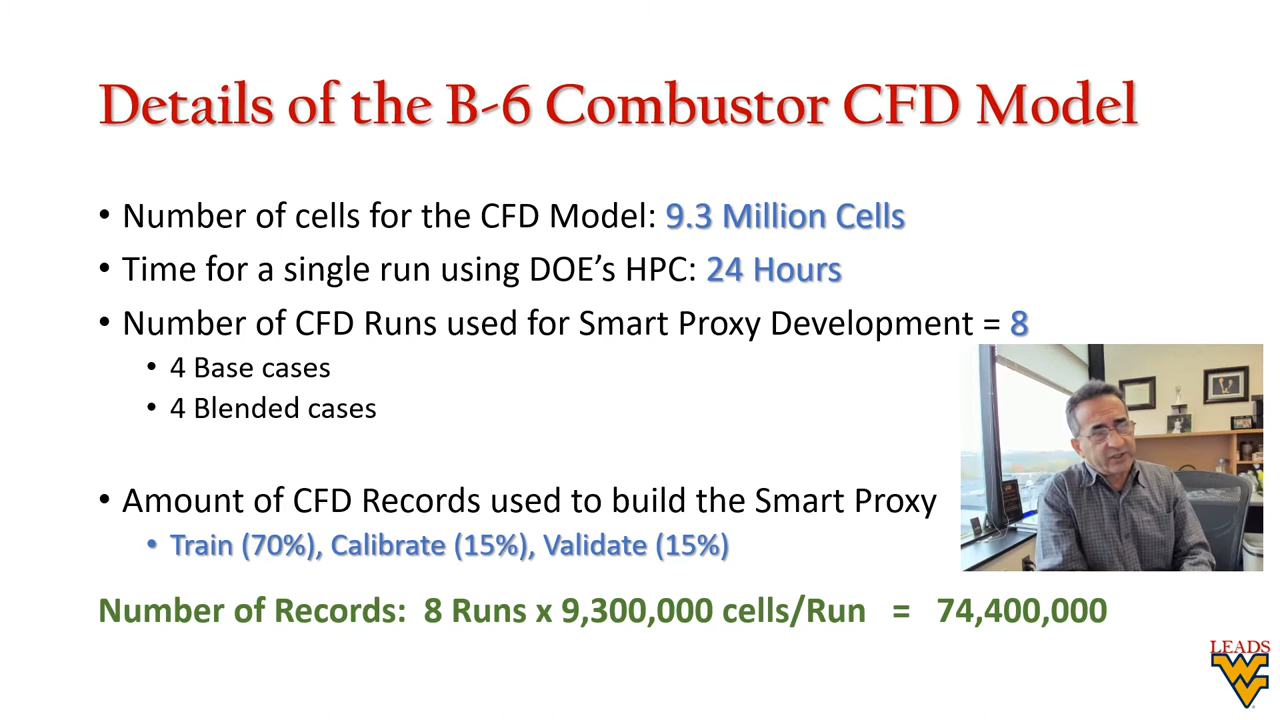 Details of the B-6 Combustor CFD Model
• Number of cells for the CFD Model: 9.3 Million Cells
• Time for a single run using DOE’s HPC: 24 Hours
• Number of CFD Runs used for Smart Proxy Development = 8
• 4 Base cases
• 4 Blended cases
• Amount of CFD Records used to build the Smart Proxy
• Train (70%), Calibrate (15%), Validate (15%)
Number of Records: 8 Runs x 9,300,000 cells/Run = 74,400,000
LEADS
WV